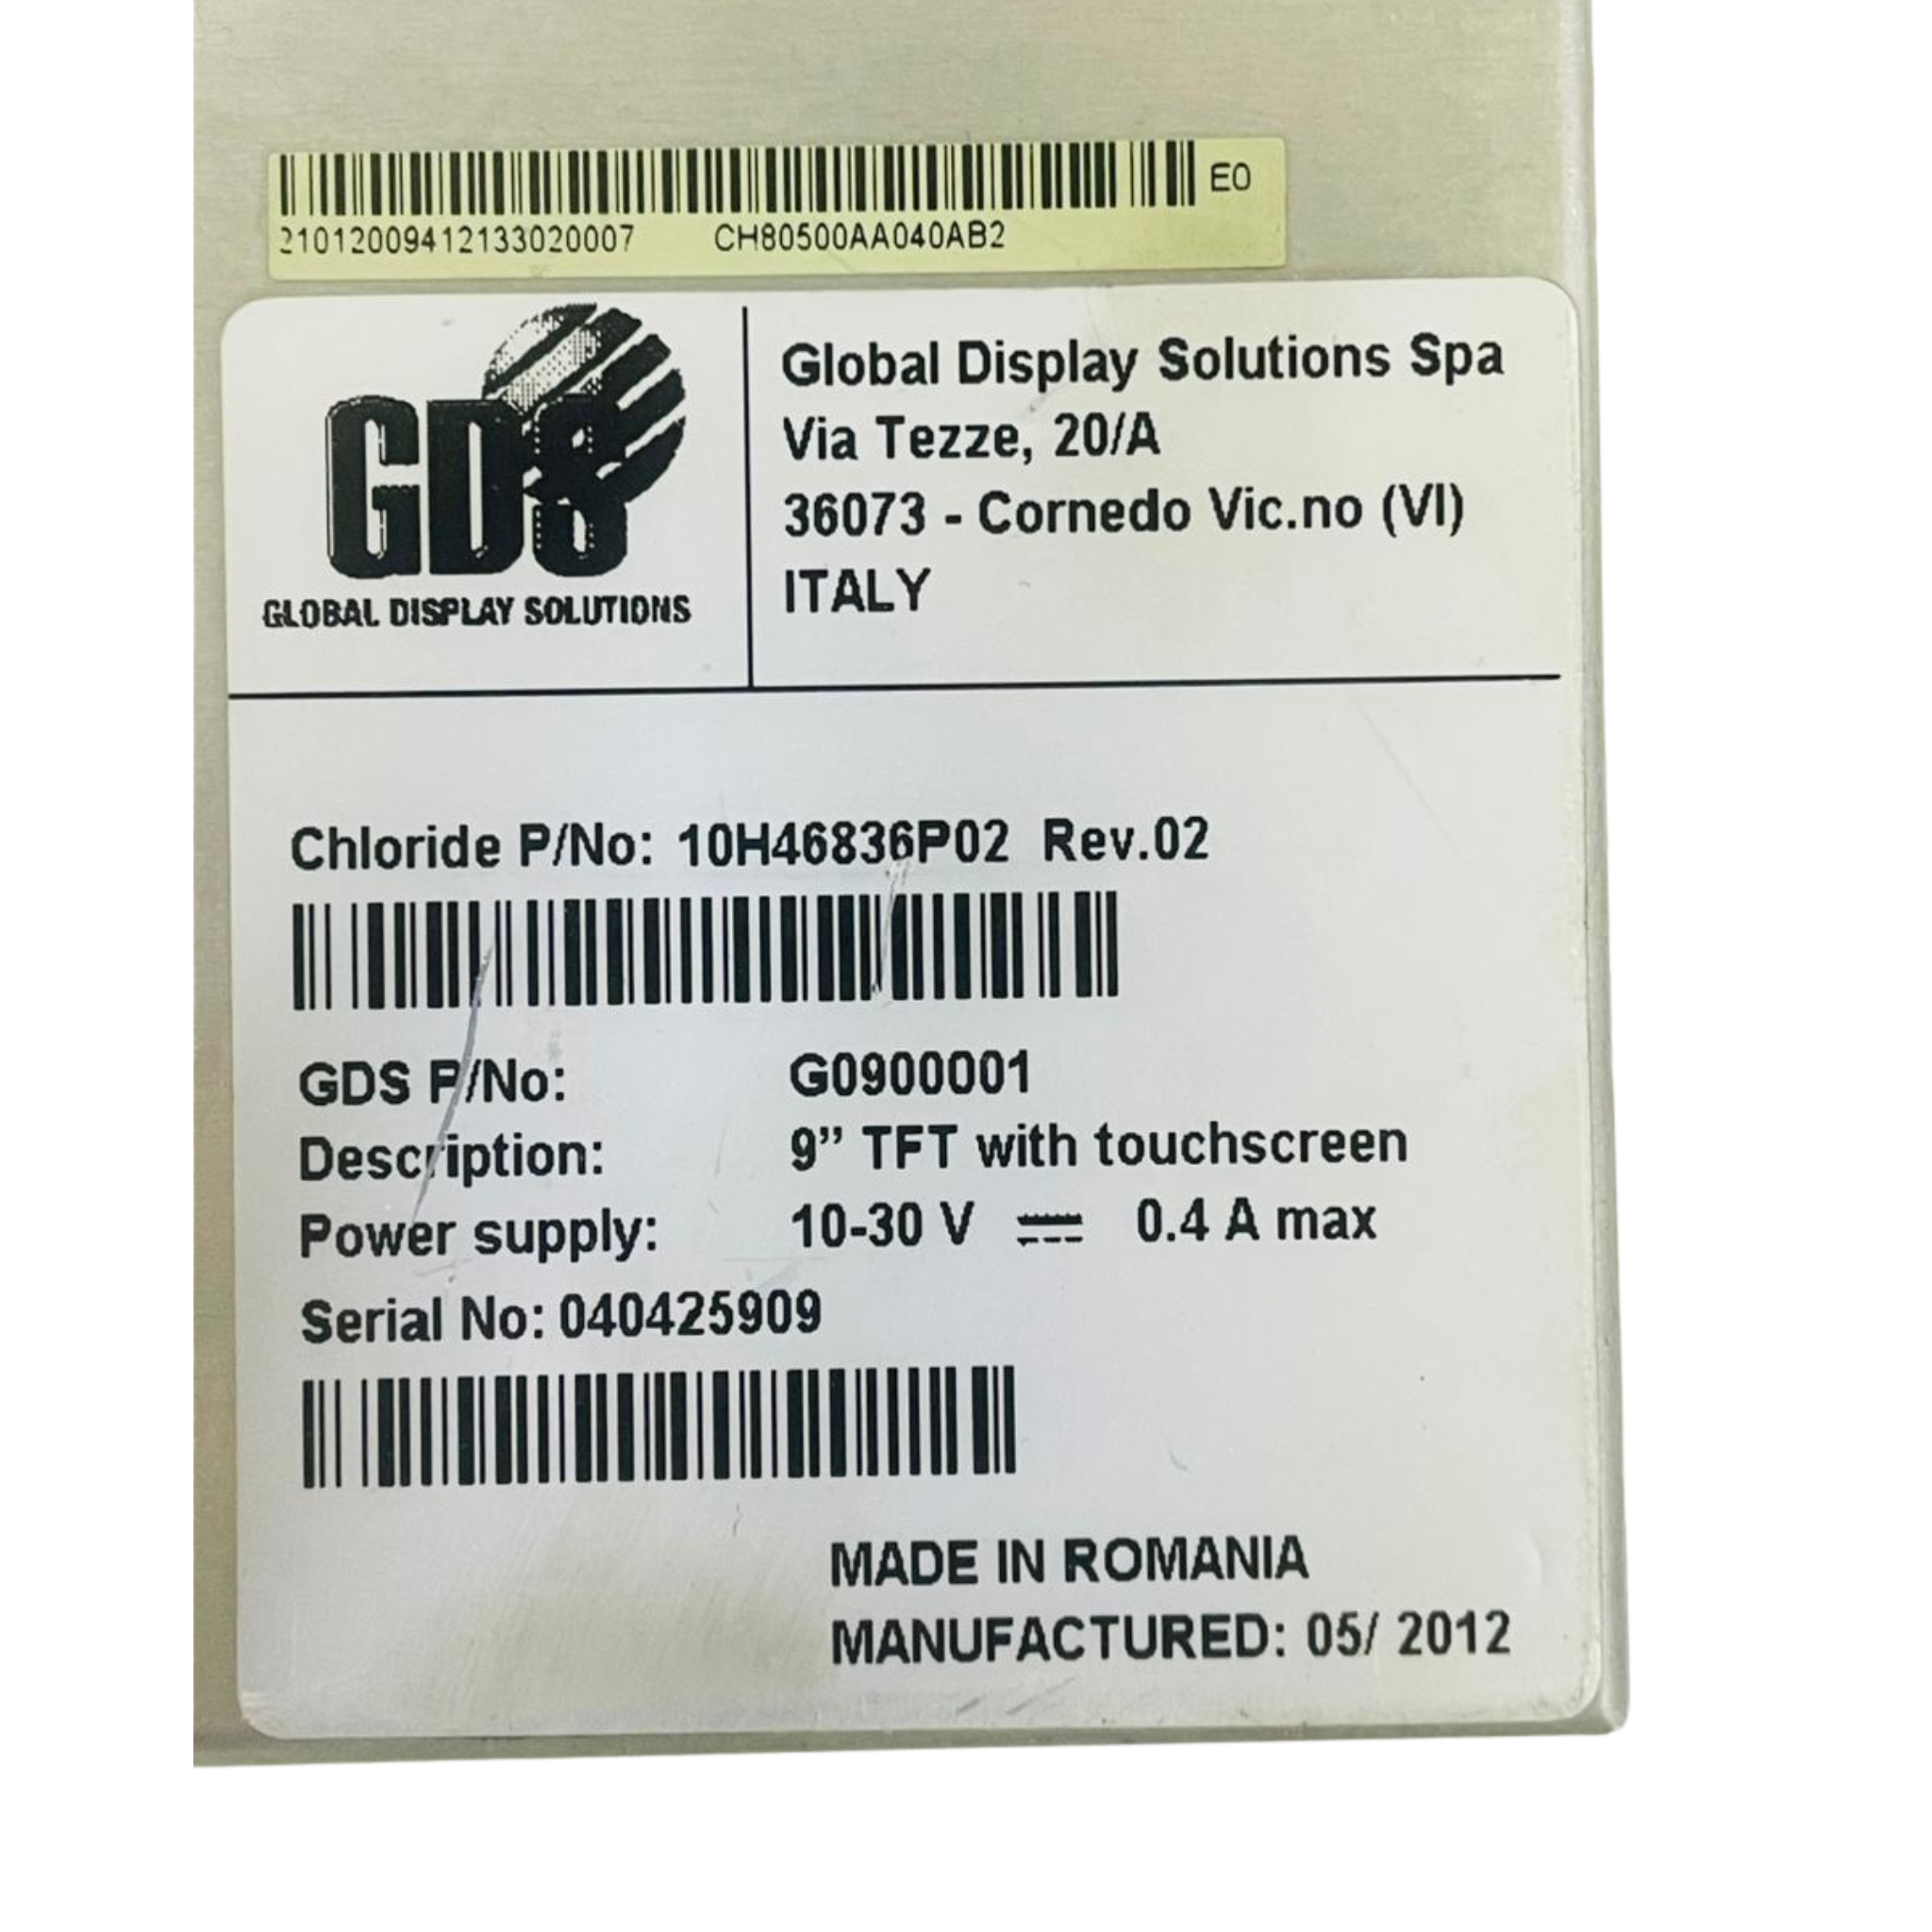 E0
21012009412133020007 CH80500AA040AB2
GDS
GLOBAL DISPLAY SOLUTIONS
Global Display Solutions Spa
Via Tezze, 20/A
36073 - Cornedo Vic.no (VI)
ITALY
Chloride P/No: 10H46836P02 Rev.02
GDS P/No: G0900001
Description: 9” TFT with touchscreen
Power supply: 10-30 V ⎓ 0.4 A max
Serial No: 040425909
MADE IN ROMANIA
MANUFACTURED: 05/ 2012